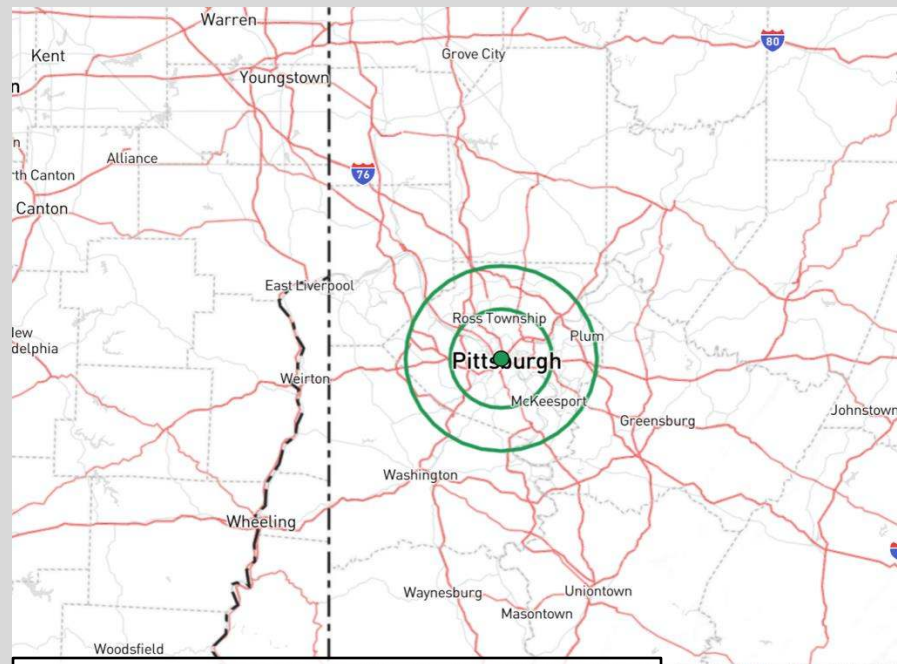 Warren
Kent
80
Grove City
Youngstown
n
n
Alliance
76
rth Canton
Canton
East Liverpool
Ross Township
lew
Plum
adelphia
Pittsburgh
Weirton
McKeesport
Johnstown
Greensburg
Washington
Wheeling
Waynesburg
Uniontown
Masontown
Woodsfield